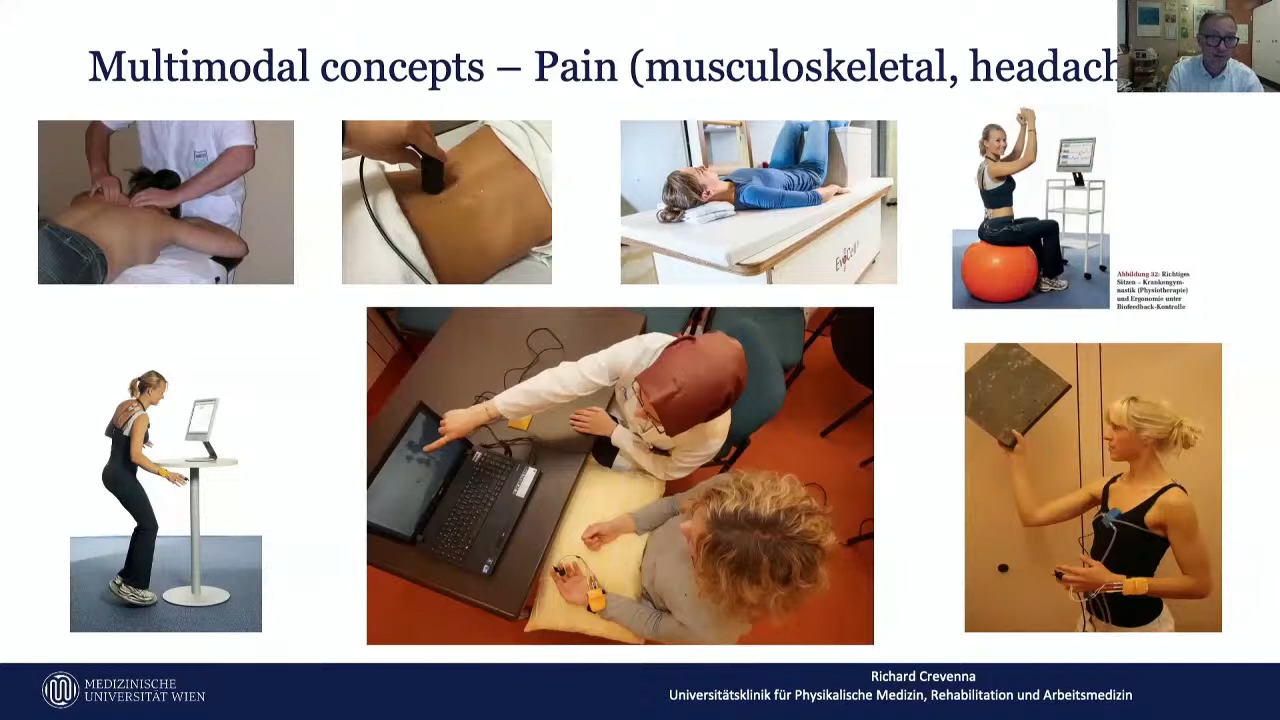 Multimodal concepts – Pain (musculoskeletal, headach
Abbildung 32: Richtiges
Sitzen – Krankengym-
nastik (Physiotherapie)
und Ergonomie unter
Biofeedback-Kontrolle
MEDIZINISCHE
UNIVERSITÄT WIEN
Richard Crevenna
Universitätsklinik für Physikalische Medizin, Rehabilitation und Arbeitsmedizin